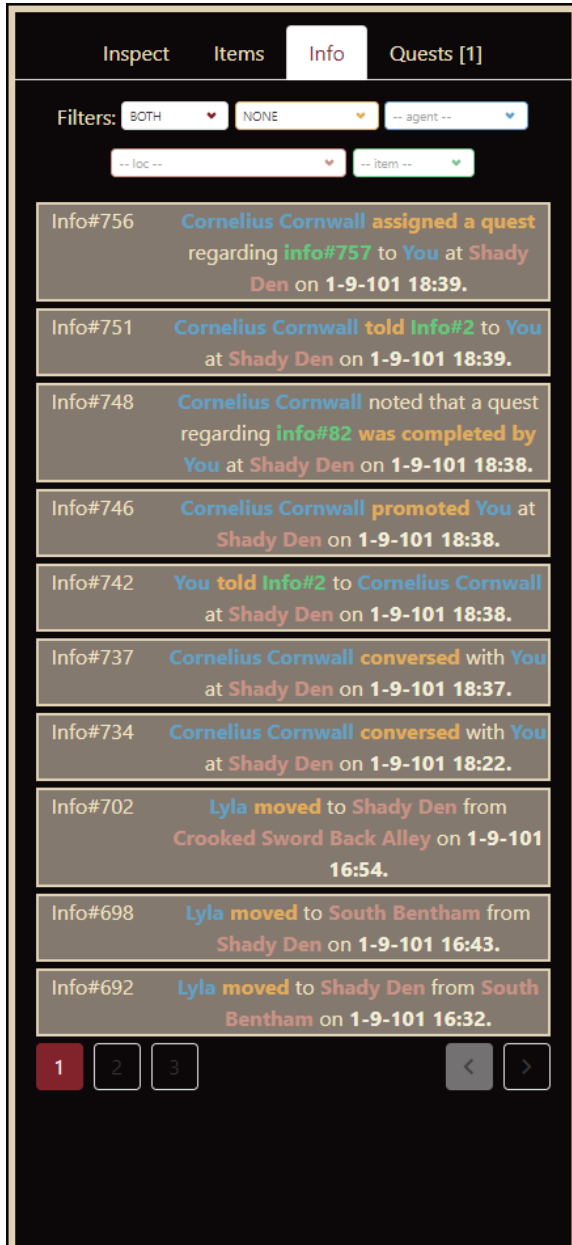 Inspect Items Info Quests [1]
Filters: BOTH NONE -- agent --
-- loc -- -- item --
Info#756 Cornelius Cornwall assigned a quest
regarding info#757 to You at Shady
Den on 1-9-101 18:39.
Info#751 Cornelius Cornwall told Info#2 to You
at Shady Den on 1-9-101 18:39.
Info#748 Cornelius Cornwall noted that a quest
regarding info#82 was completed by
You at Shady Den on 1-9-101 18:38.
Info#746 Cornelius Cornwall promoted You at
Shady Den on 1-9-101 18:38.
Info#742 You told Info#2 to Cornelius Cornwall
at Shady Den on 1-9-101 18:38.
Info#737 Cornelius Cornwall conversed with You
at Shady Den on 1-9-101 18:37.
Info#734 Cornelius Cornwall conversed with You
at Shady Den on 1-9-101 18:22.
Info#702 Lyla moved to Shady Den from
Crooked Sword Back Alley on 1-9-101
16:54.
Info#698 Lyla moved to South Bentham from
Shady Den on 1-9-101 16:43.
Info#692 Lyla moved to Shady Den from South
Bentham on 1-9-101 16:32.
1 2 3 < >